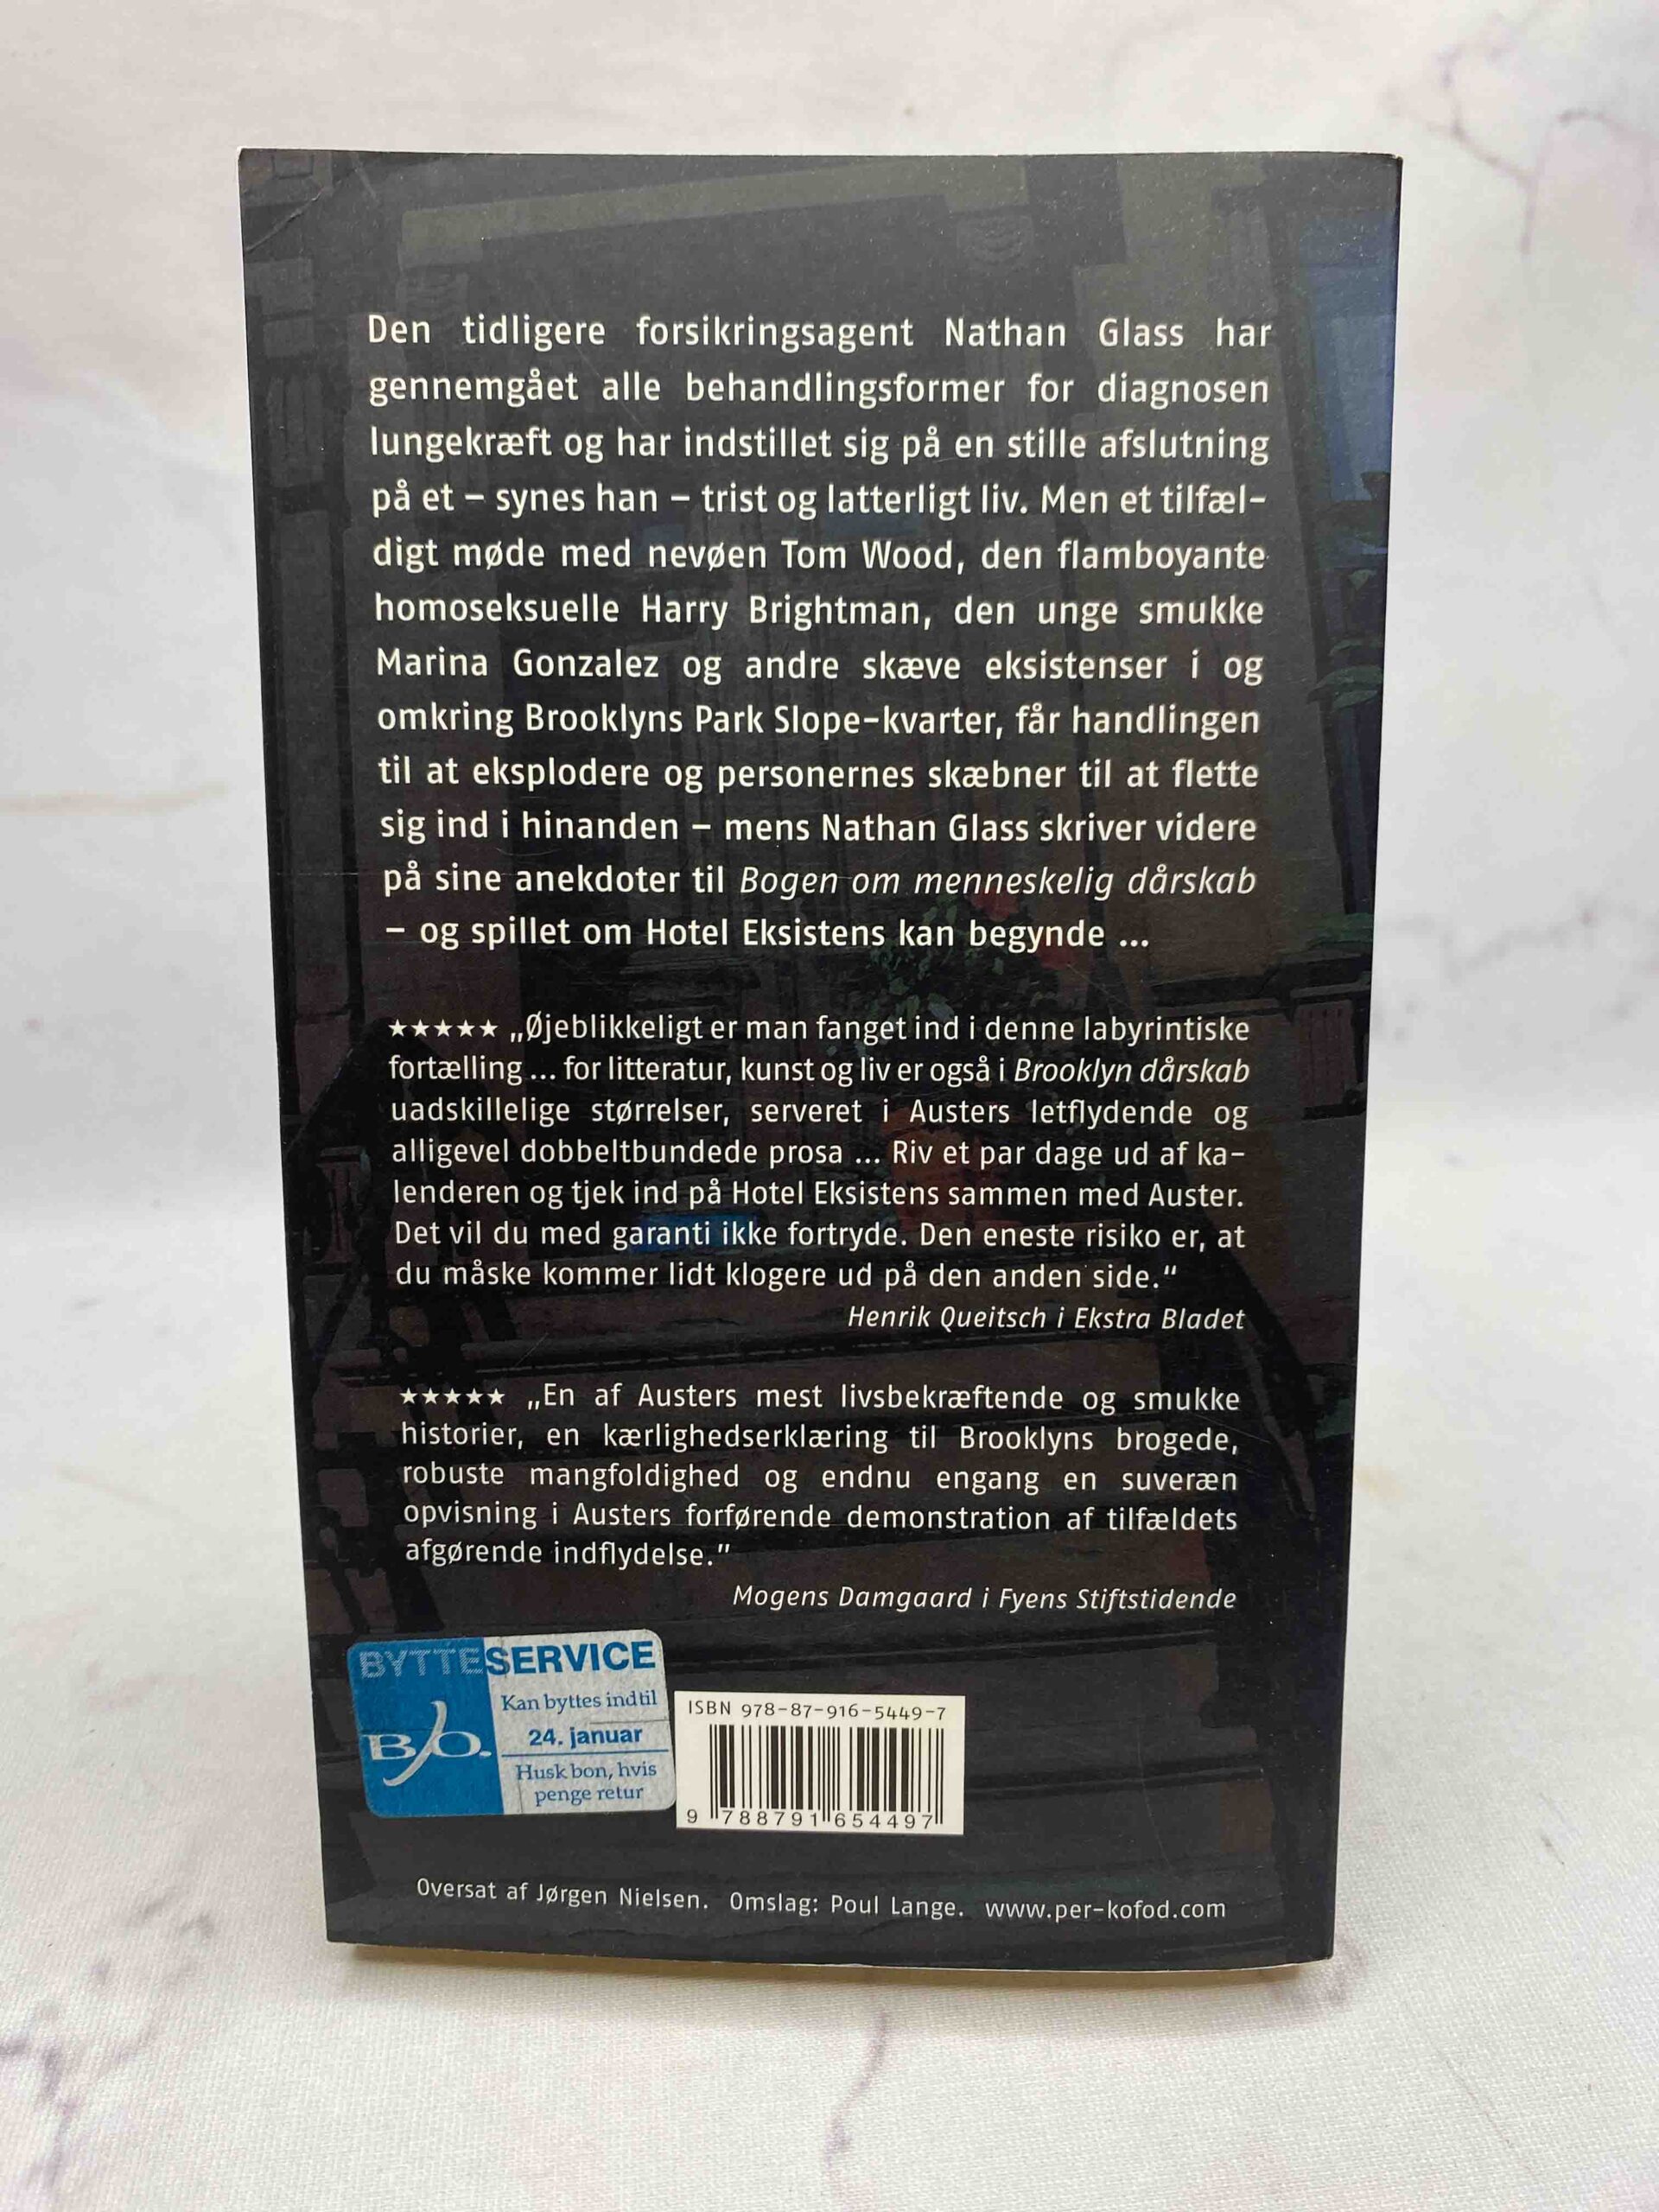 Den tidligere forsikringsagent Nathan Glass har
gennemgået alle behandlingsformer for diagnosen
lungekræft og har indstillet sig på en stille afslutning
på et – synes han – trist og latterligt liv. Men et tilfæl-
digt møde med nevøen Tom Wood, den flamboyante
homoseksuelle Harry Brightman, den unge smukke
Marina Gonzalez og andre skæve eksistenser i og
omkring Brooklyns Park Slope-kvarter, får handlingen
til at eksplodere og personernes skæbner til at flette
sig ind i hinanden – mens Nathan Glass skriver videre
på sine anekdoter til Bogen om menneskelig dårskab
– og spillet om Hotel Eksistens kan begynde ...
★★★★★ „Øjeblikkeligt er man fanget ind i denne labyrintiske
fortælling ... for litteratur, kunst og liv er også i Brooklyn dårskab
uadskillelige størrelser, serveret i Austers letflydende og
alligevel dobbeltbundede prosa ... Riv et par dage ud af ka-
lenderen og tjek ind på Hotel Eksistens sammen med Auster.
Det vil du med garanti ikke fortryde. Den eneste risiko er, at
du måske kommer lidt klogere ud på den anden side.“
Henrik Queitsch i Ekstra Bladet
★★★★★ „En af Austers mest livsbekræftende og smukke
historier, en kærlighedserklæring til Brooklyns brogede,
robuste mangfoldighed og endnu engang en suveræn
opvisning i Austers forførende demonstration af tilfældets
afgørende indflydelse.”
Mogens Damgaard i Fyens Stiftstidende
BYTTESERVICE
Kan byttes indtil
24. januar
B/O.
Husk bon, hvis
penge retur
ISBN 978-87-916-5449-7
9 788791 654497
Oversat af Jørgen Nielsen. Omslag: Poul Lange. www.per-kofod.com